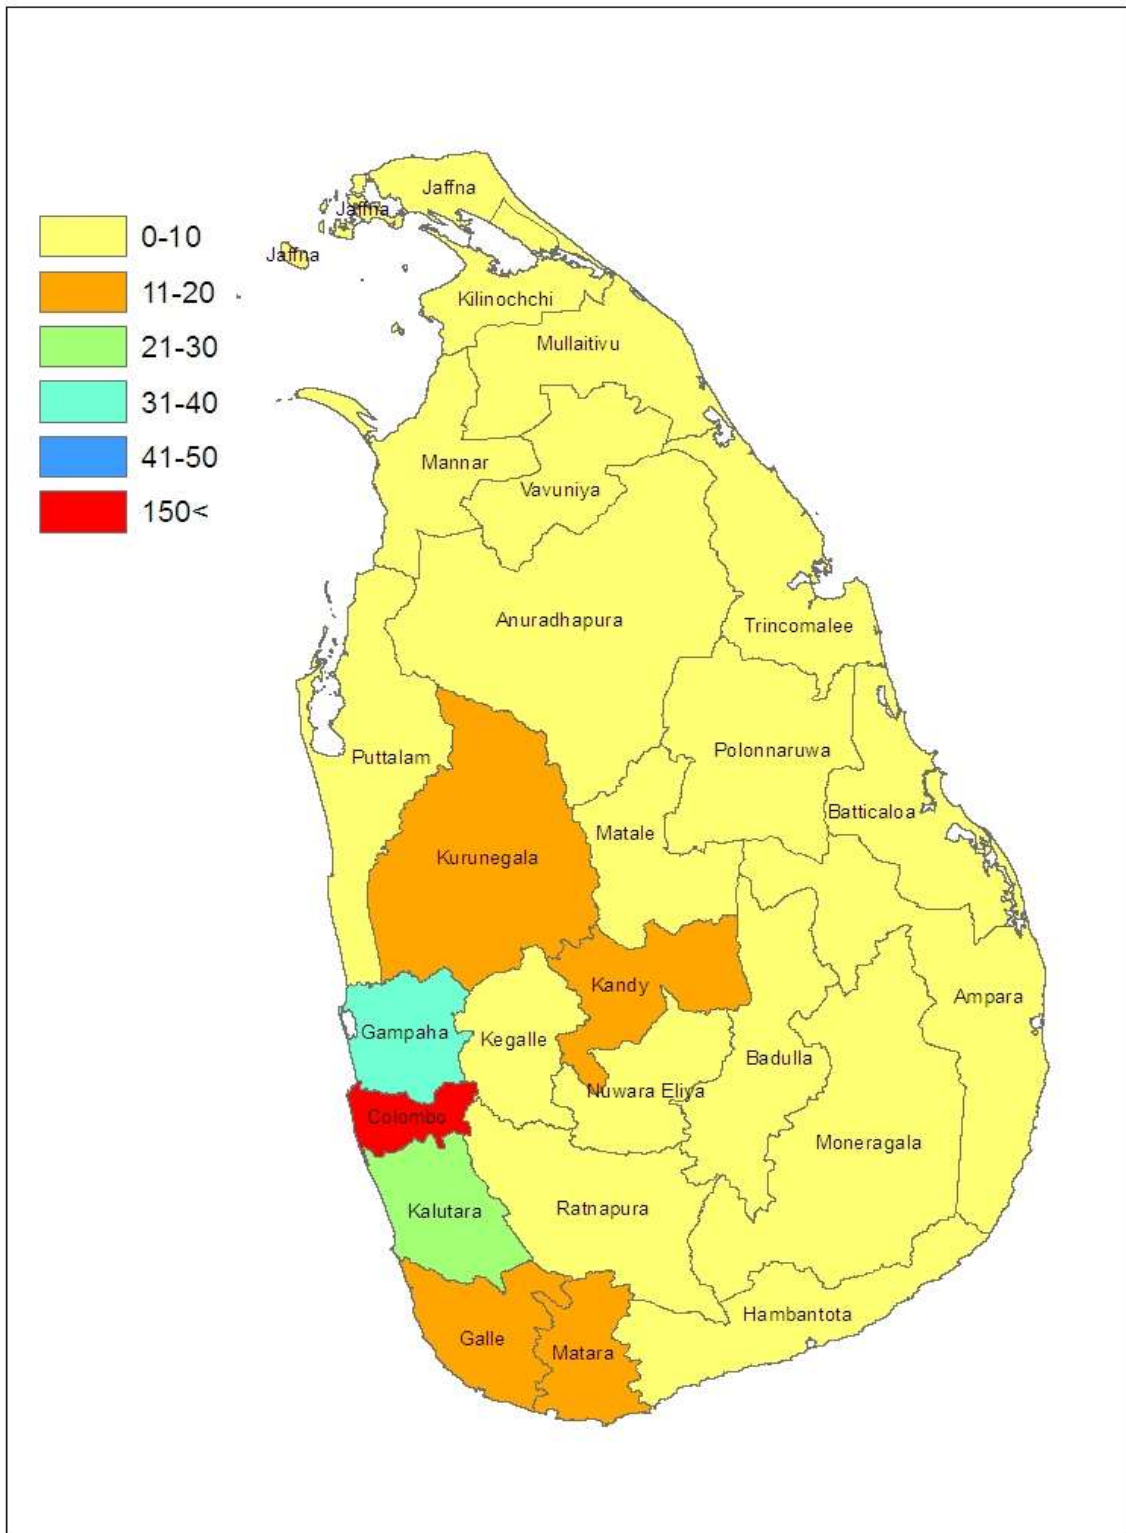 Jaffna
Jaffna
Jaffna
0-10
11-20
21-30
31-40
41-50
150<
Kilinochchi
Mullaitivu
Mannar
Vavuniya
Anuradhapura
Trincomalee
Puttalam
Polonnaruwa
Batticaloa
Matale
Kurunegala
Kandy
Ampara
Gampaha
Kegalle
Badulla
Nuwara Eliya
Colombo
Moneragala
Kalutara
Ratnapura
Hambantota
Galle
Matara